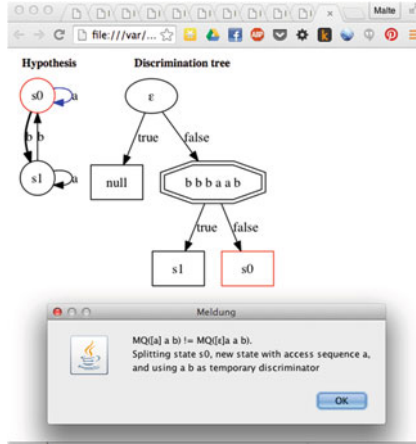 Maite
file:///var/...
Hypothesis
Discrimination tree
s0
a
ε
b b
true
false
s1
a
null
b b b a a b
true
false
s1
s0
Meldung
MQ([a] a b) != MQ([ε]a a b).
Splitting state s0, new state with access sequence a,
and using a b as temporary discriminator
OK